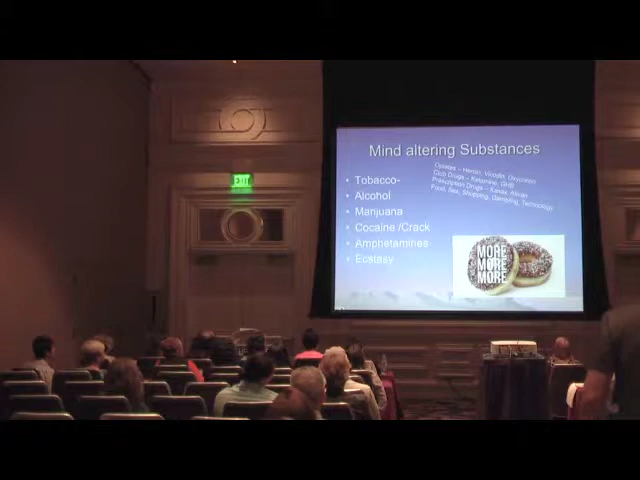 EXIT
Mind altering Substances
Tobacco-
Alcohol
Marijuana
Cocaine /Crack
Amphetamines
Ecstasy
Opiates – Heroin, Vicodin, Oxycontin
Club Drugs – Ketamine, GHB
Prescription Drugs – Xanax, Ativan
Food, Sex, Shopping, Gambling, Technology
MORE
MORE
MORE